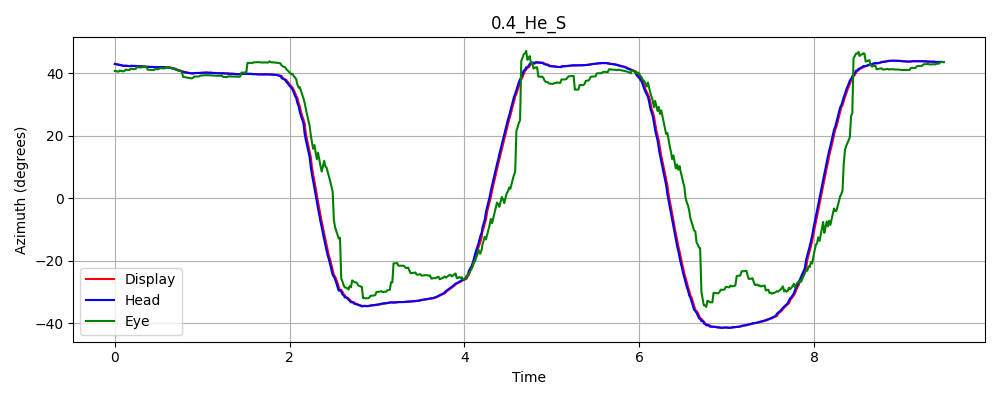 0.4_He_S
Azimuth (degrees)
40
20
0
−20
−40
Display
Head
Eye
0 2 4 6 8
Time